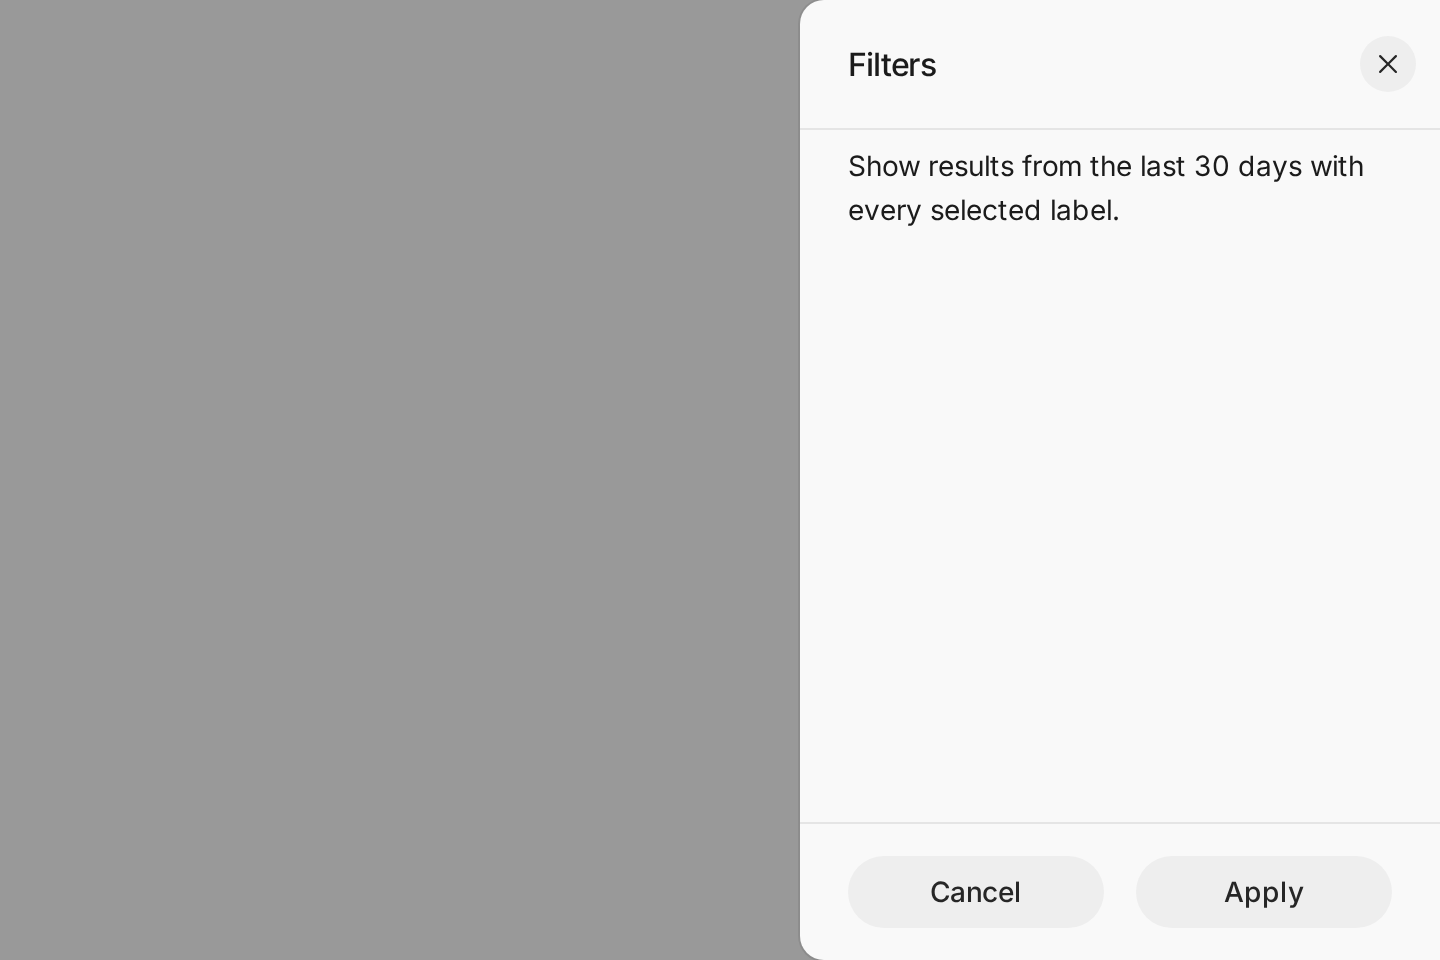 Filters
Show results from the last 30 days with
every selected label.
Cancel
Apply